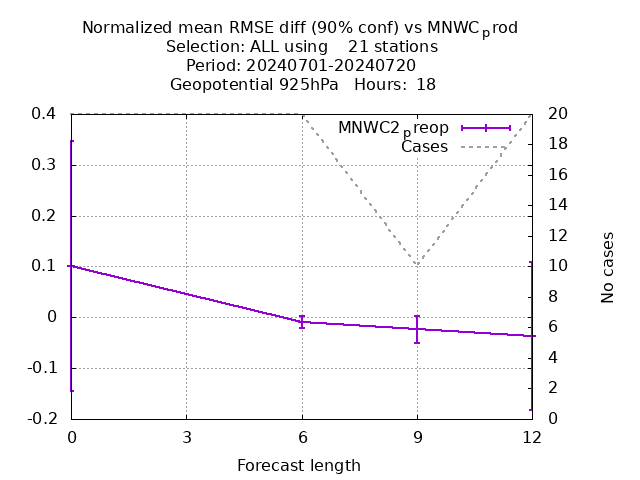 Normalized mean RMSE diff (90% conf) vs MNWCprod
Selection: ALL using    21 stations
Period: 20240701-20240720
Geopotential 925hPa   Hours:  18
0.4
0.3
0.2
0.1
0
-0.1
-0.2
MNWC2preop
Cases
20
18
16
14
12
10
8
6
4
2
0
No cases
0
3
6
9
12
Forecast length